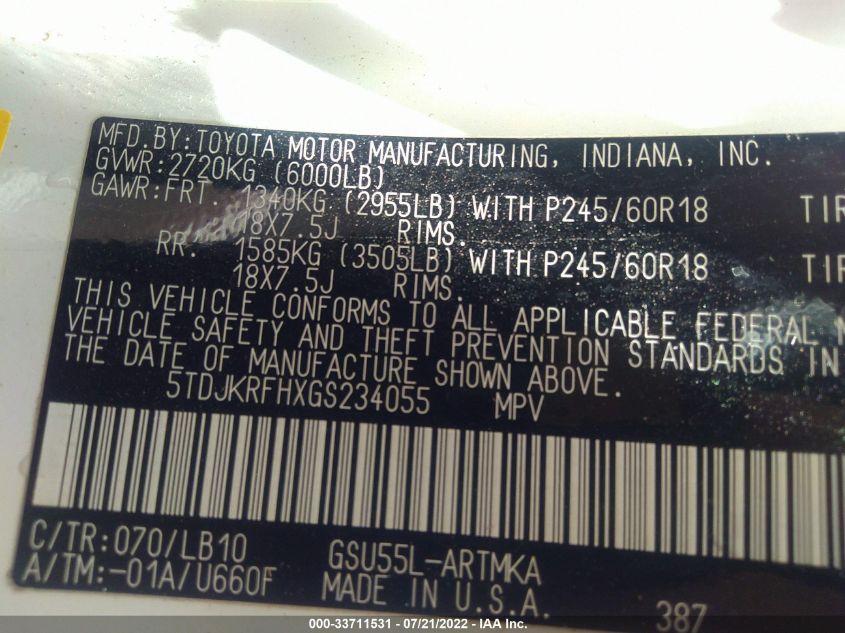 MFD.BY:TOYOTA MOTOR MANUFACTURING, INDIANA, INC.
GVWR:2720KG (6000LB)
GAWR:FRT. 1340KG (2955LB) WITH P245/60R18 TIR
18X7.5J RIMS.
RR. 1585KG (3505LB) WITH P245/60R18 TIR
18X7.5J RIMS.
THIS VEHICLE CONFORMS TO ALL APPLICABLE FEDERAL M
VEHICLE SAFETY AND THEFT PREVENTION STANDARDS IN
THE DATE OF MANUFACTURE SHOWN ABOVE.
5TDJKRFHXGS234055 MPV
C/TR:070/LB10 GSU55L-ARTMKA
A/TM:-01A/U660F MADE IN U.S.A. 387
000-33711531 - 07/21/2022 - IAA Inc.